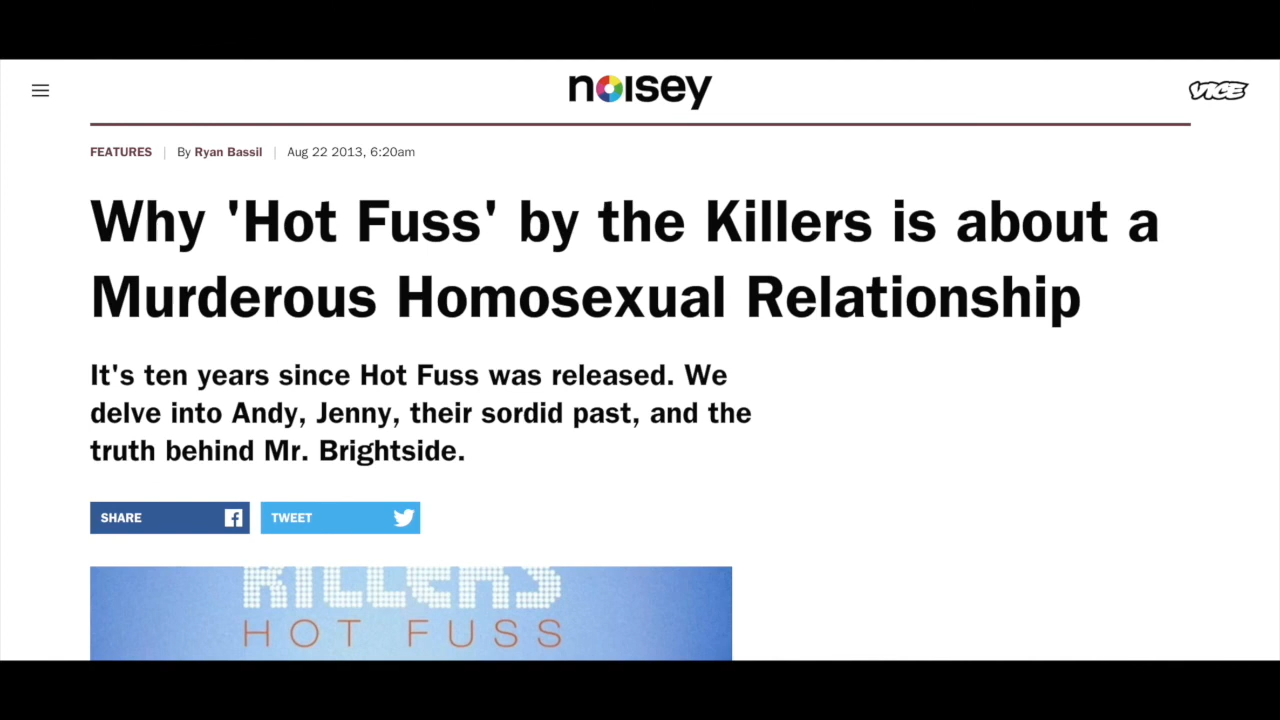 noisey
VICE
FEATURES | By Ryan Bassil | Aug 22 2013, 6:20am
Why 'Hot Fuss' by the Killers is about a
Murderous Homosexual Relationship
It's ten years since Hot Fuss was released. We
delve into Andy, Jenny, their sordid past, and the
truth behind Mr. Brightside.
SHARE
TWEET
KILLERS
HOT FUSS